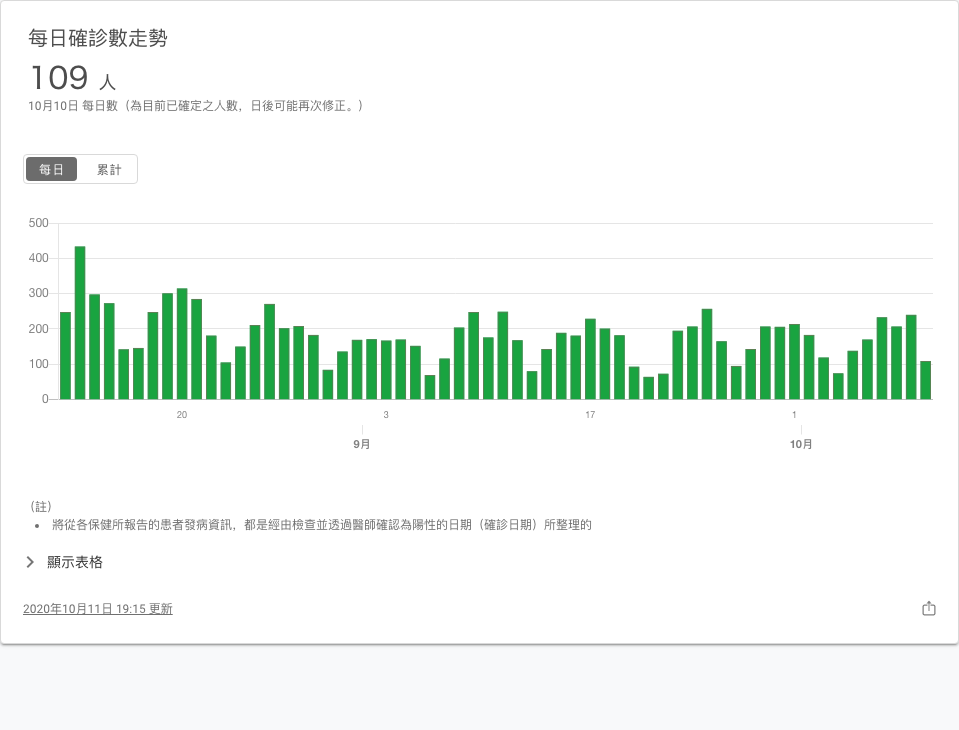 每日確診數走勢
109 人
10月10日 每日數（為目前已確定之人數，日後可能再次修正。）
每日 累計
500
400
300
200
100
0
20 3 17 1
9月 10月
（註）
• 將從各保健所報告的患者發病資訊，都是經由檢查並透過醫師確認為陽性的日期（確診日期）所整理的
顯示表格
2020年10月11日 19:15 更新